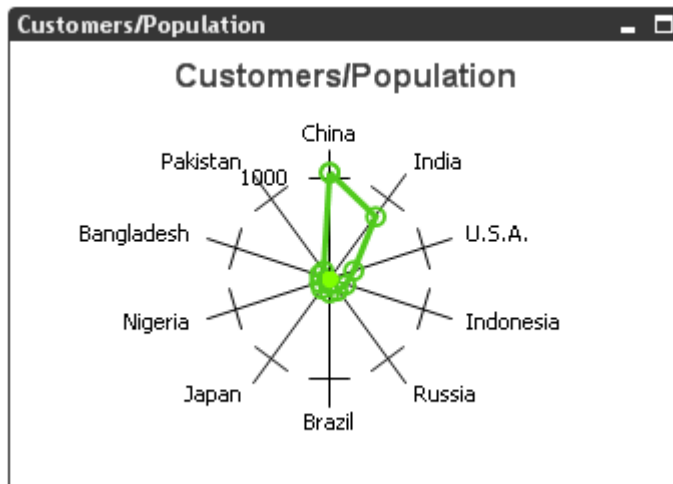 Customers/Population
Customers/Population
China
Pakistan
1000
India
Bangladesh
U.S.A.
Nigeria
Indonesia
Japan
Russia
Brazil